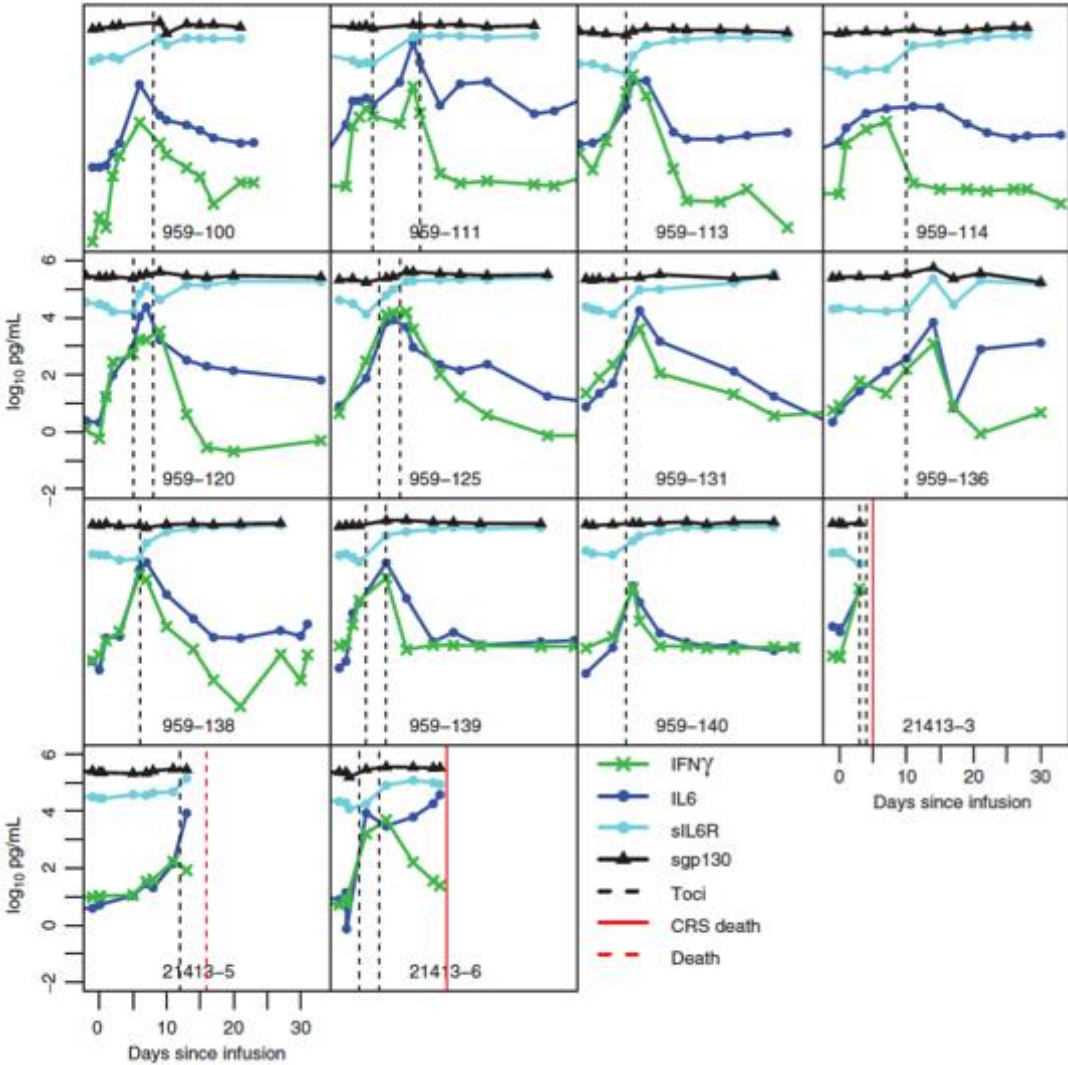 959–100
959–111
959–113
959–114
6
4
2
0
−2
log10 pg/mL
959–120
959–125
959–131
959–136
959–138
959–139
959–140
21413–3
0 10 20 30
Days since infusion
6
4
2
0
−2
log10 pg/mL
21413–5
21413–6
0 10 20 30
Days since infusion
IFNγ
IL6
sIL6R
sgp130
Toci
CRS death
Death